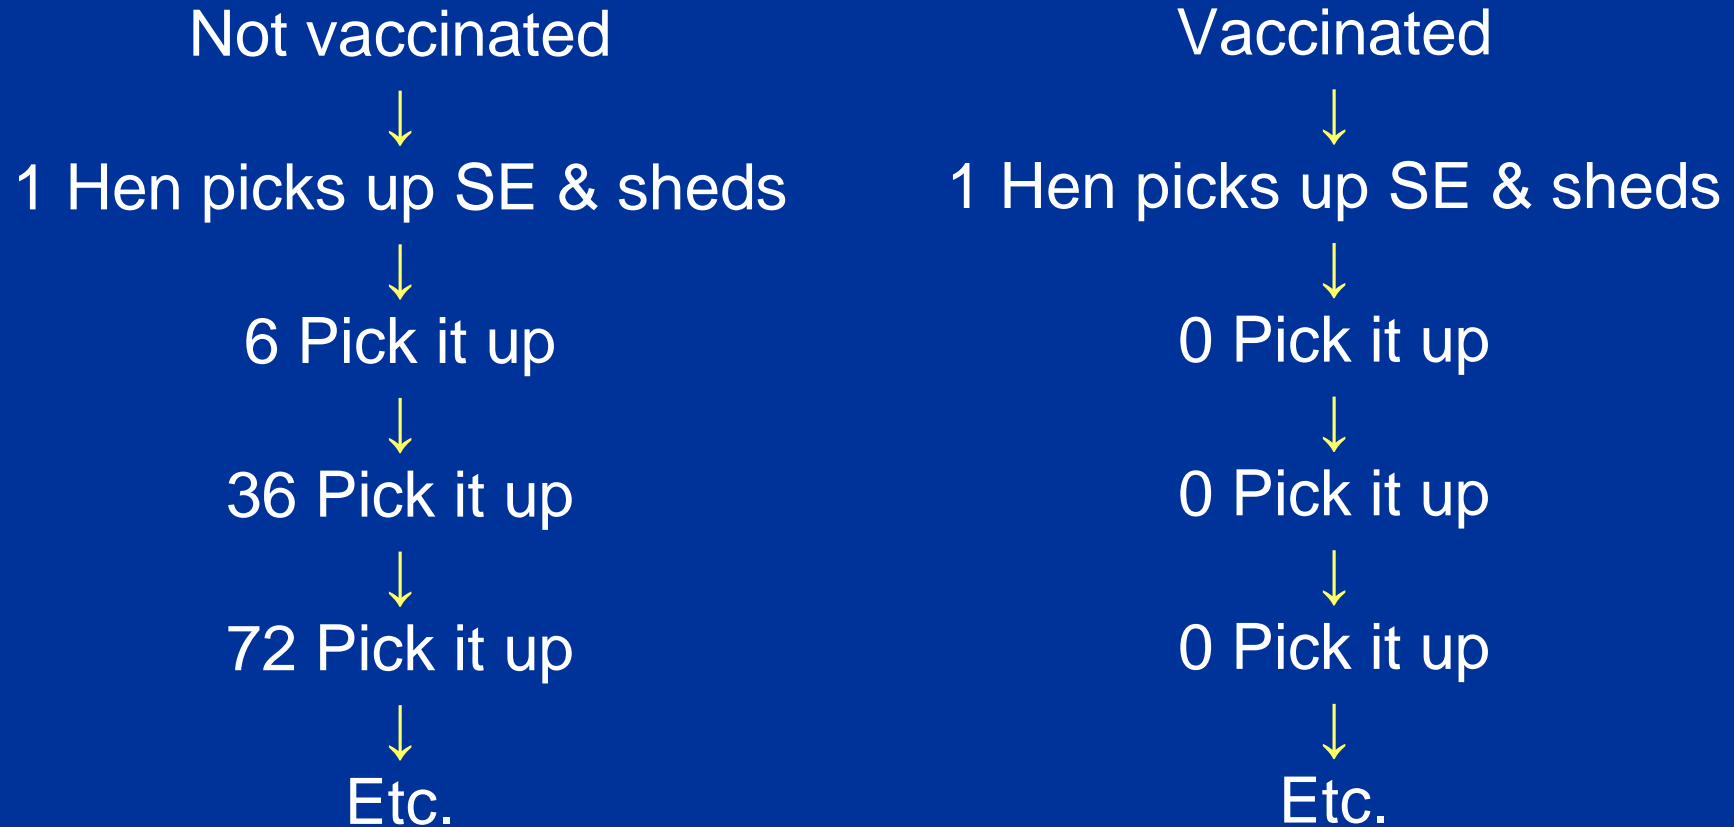 Not vaccinated
↓
1 Hen picks up SE & sheds
↓
6 Pick it up
↓
36 Pick it up
↓
72 Pick it up
↓
Etc.
Vaccinated
↓
1 Hen picks up SE & sheds
↓
0 Pick it up
↓
0 Pick it up
↓
0 Pick it up
↓
Etc.